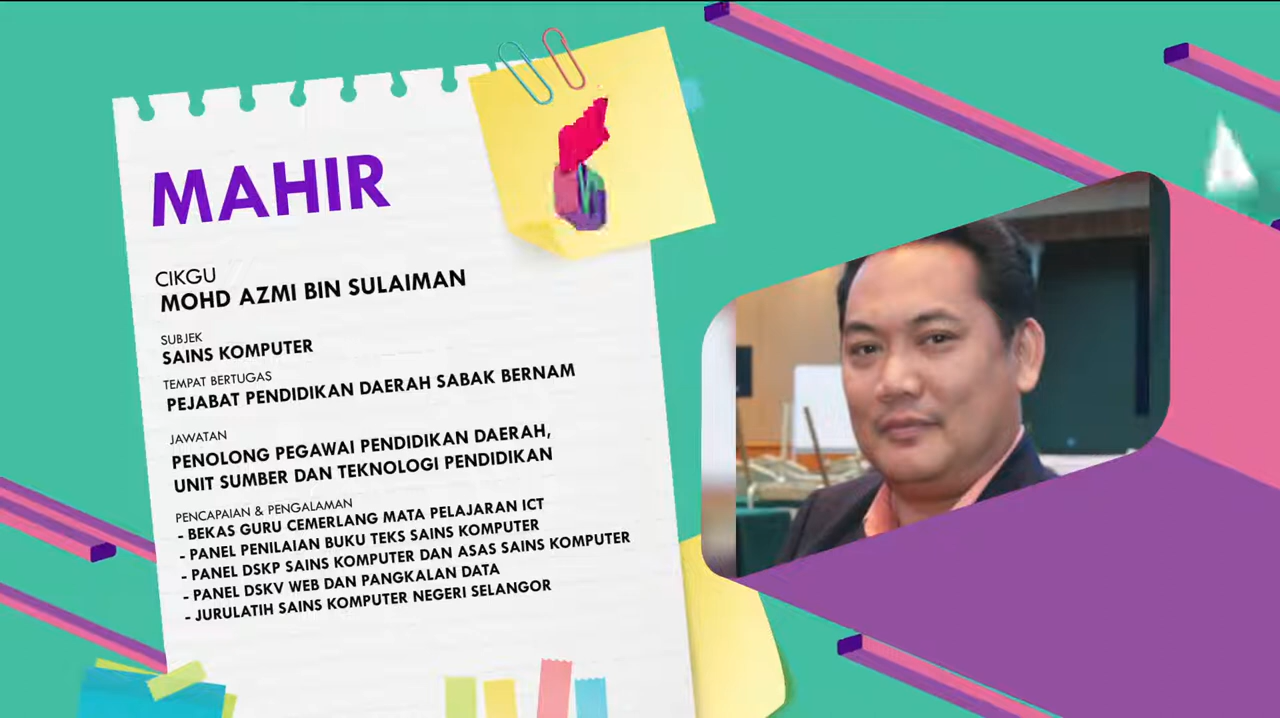 MAHIR
CIKGU
MOHD AZMI BIN SULAIMAN
SUBJEK
SAINS KOMPUTER
TEMPAT BERTUGAS
PEJABAT PENDIDIKAN DAERAH SABAK BERNAM
JAWATAN
PENOLONG PEGAWAI PENDIDIKAN DAERAH,
UNIT SUMBER DAN TEKNOLOGI PENDIDIKAN
PENCAPAIAN & PENGALAMAN
- BEKAS GURU CEMERLANG MATA PELAJARAN ICT
- PANEL PENILAIAN BUKU TEKS SAINS KOMPUTER
- PANEL DSKP SAINS KOMPUTER DAN ASAS SAINS KOMPUTER
- PANEL DSKV WEB DAN PANGKALAN DATA
- JURULATIH SAINS KOMPUTER NEGERI SELANGOR